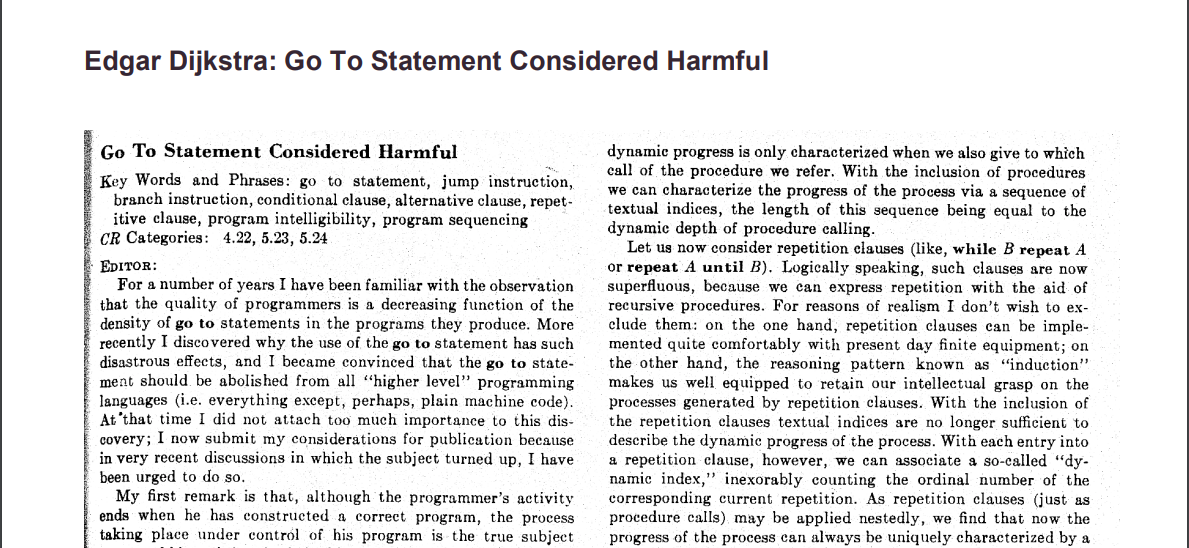 Edgar Dijkstra: Go To Statement Considered Harmful
Go To Statement Considered Harmful
Key Words and Phrases: go to statement, jump instruction,
branch instruction, conditional clause, alternative clause, repet-
itive clause, program intelligibility, program sequencing
CR Categories: 4.22, 5.23, 5.24
EDITOR:
For a number of years I have been familiar with the observation
that the quality of programmers is a decreasing function of the
density of go to statements in the programs they produce. More
recently I discovered why the use of the go to statement has such
disastrous effects, and I became convinced that the go to state-
ment should be abolished from all “higher level” programming
languages (i.e. everything except, perhaps, plain machine code).
At that time I did not attach too much importance to this dis-
covery; I now submit my considerations for publication because
in very recent discussions in which the subject turned up, I have
been urged to do so.
My first remark is that, although the programmer's activity
ends when he has constructed a correct program, the process
taking place under control of his program is the true subject
dynamic progress is only characterized when we also give to which
call of the procedure we refer. With the inclusion of procedures
we can characterize the progress of the process via a sequence of
textual indices, the length of this sequence being equal to the
dynamic depth of procedure calling.
Let us now consider repetition clauses (like, while B repeat A
or repeat A until B). Logically speaking, such clauses are now
superfluous, because we can express repetition with the aid of
recursive procedures. For reasons of realism I don't wish to ex-
clude them: on the one hand, repetition clauses can be imple-
mented quite comfortably with present day finite equipment; on
the other hand, the reasoning pattern known as “induction”
makes us well equipped to retain our intellectual grasp on the
processes generated by repetition clauses. With the inclusion of
the repetition clauses textual indices are no longer sufficient to
describe the dynamic progress of the process. With each entry into
a repetition clause, however, we can associate a so-called “dy-
namic index,” inexorably counting the ordinal number of the
corresponding current repetition. As repetition clauses (just as
procedure calls) may be applied nestedly, we find that now the
progress of the process can always be uniquely characterized by a